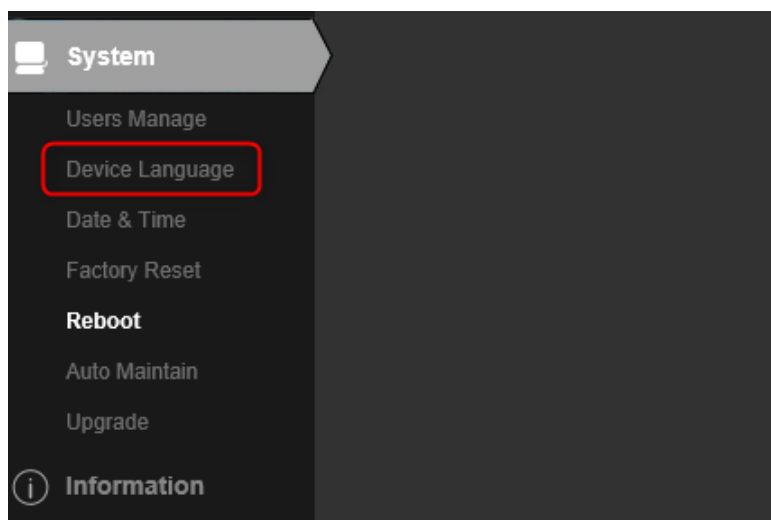 System
Users Manage
Device Language
Date & Time
Factory Reset
Reboot
Auto Maintain
Upgrade
Information